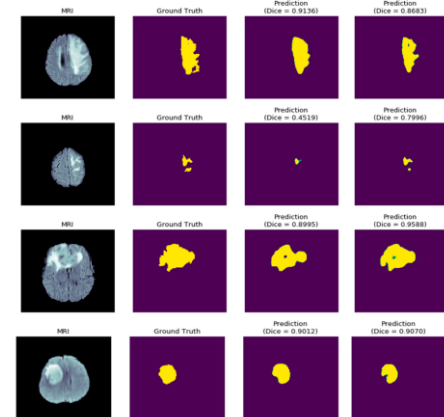 MRI
Ground Truth
Prediction
(Dice = 0.9136)
Prediction
(Dice = 0.8683)
MRI
Ground Truth
Prediction
(Dice = 0.4519)
Prediction
(Dice = 0.7996)
MRI
Ground Truth
Prediction
(Dice = 0.8995)
Prediction
(Dice = 0.9588)
MRI
Ground Truth
Prediction
(Dice = 0.9012)
Prediction
(Dice = 0.9070)